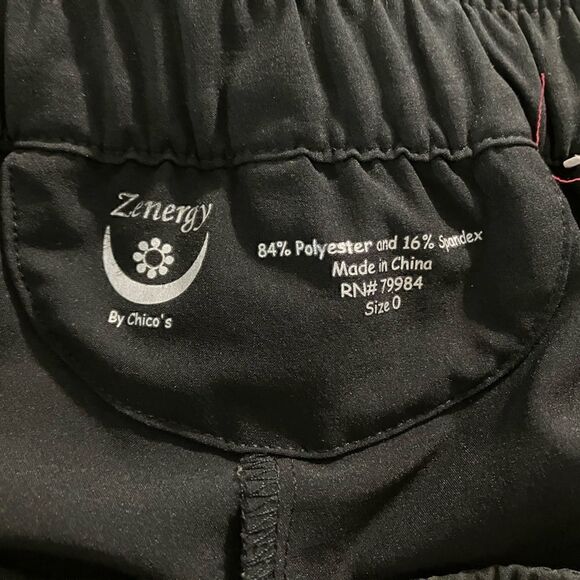 Zenergy
By Chico's
84% Polyester and 16% Spandex
Made in China
RN# 79984
Size 0